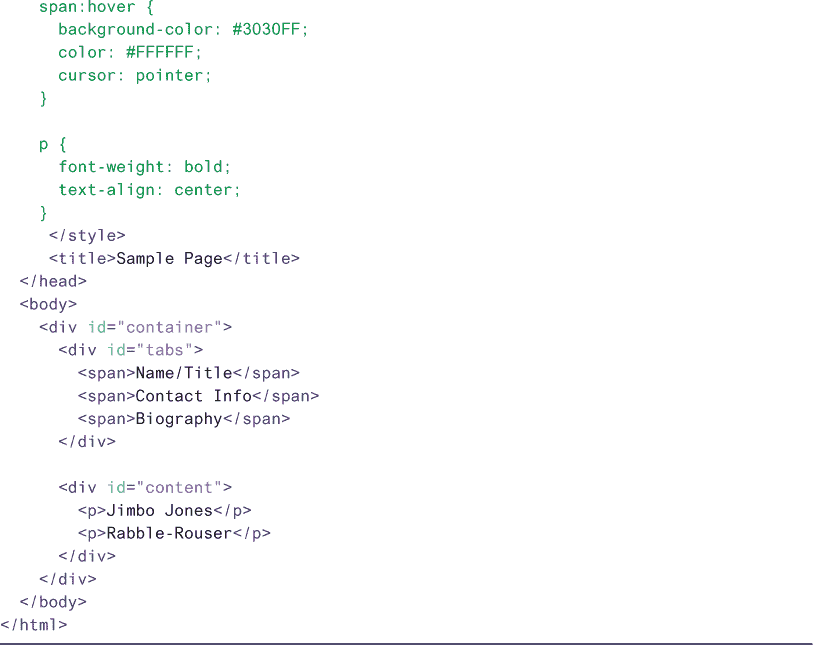 span:hover {
      background-color: #3030FF;
      color: #FFFFFF;
      cursor: pointer;
    }

    p {
      font-weight: bold;
      text-align: center;
    }
     </style>
     <title>Sample Page</title>
  </head>
  <body>
    <div id="container">
      <div id="tabs">
        <span>Name/Title</span>
        <span>Contact Info</span>
        <span>Biography</span>
      </div>

      <div id="content">
        <p>Jimbo Jones</p>
        <p>Rabble-Rouser</p>
      </div>
    </div>
  </body>
</html>